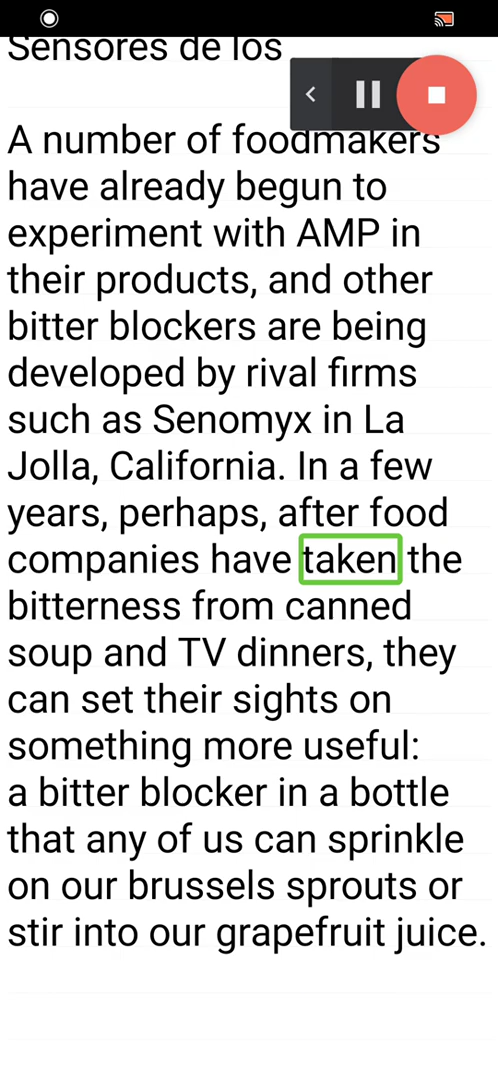 Sensores de los
A number of foodmakers
have already begun to
experiment with AMP in
their products, and other
bitter blockers are being
developed by rival firms
such as Senomyx in La
Jolla, California. In a few
years, perhaps, after food
companies have taken the
bitterness from canned
soup and TV dinners, they
can set their sights on
something more useful:
a bitter blocker in a bottle
that any of us can sprinkle
on our brussels sprouts or
stir into our grapefruit juice.